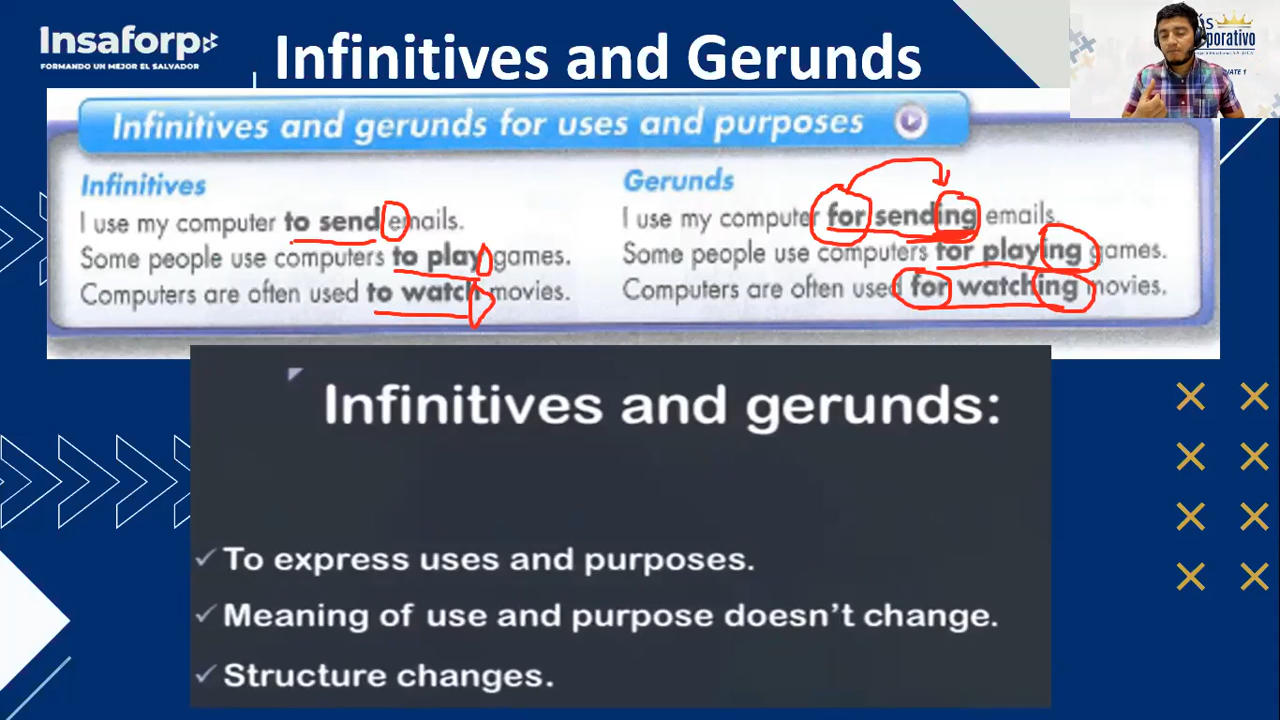 Insaforp
FORMANDO UN MEJOR EL SALVADOR
Infinitives and Gerunds
Infinitives and gerunds for uses and purposes
Infinitives
I use my computer to send emails.
Some people use computers to play games.
Computers are often used to watch movies.
Gerunds
I use my computer for sending emails.
Some people use computers for playing games.
Computers are often used for watching movies.
Infinitives and gerunds:
✓ To express uses and purposes.
✓ Meaning of use and purpose doesn't change.
✓ Structure changes.